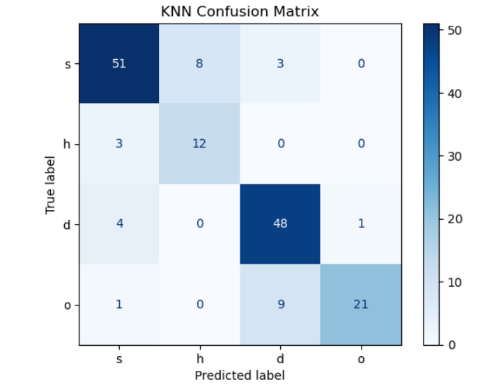 KNN Confusion Matrix
s 51 8 3 0
h 3 12 0 0
d 4 0 48 1
o 1 0 9 21
s h d o
Predicted label
True label
50
40
30
20
10
0